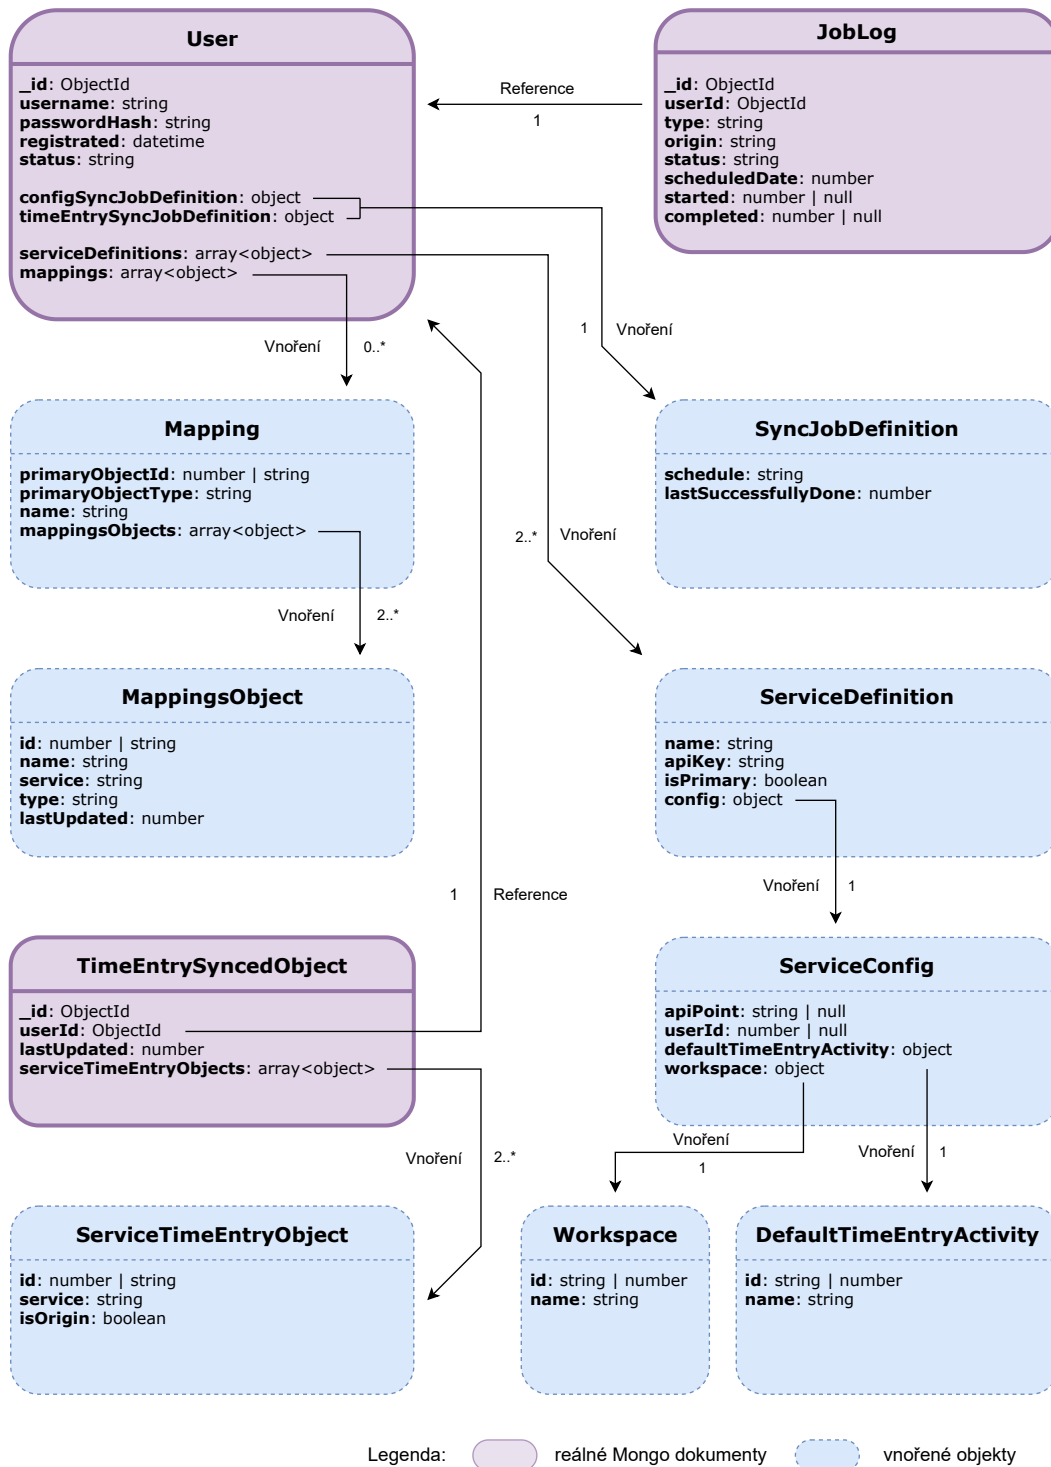 User
_id: ObjectId
username: string
passwordHash: string
registrated: datetime
status: string
configSyncJobDefinition: object
timeEntrySyncJobDefinition: object
serviceDefinitions: array<object>
mappings: array<object>
JobLog
_id: ObjectId
userId: ObjectId
type: string
origin: string
status: string
scheduledDate: number
started: number | null
completed: number | null
Reference
1
Vnoření
0..*
1
Vnoření
Mapping
primaryObjectId: number | string
primaryObjectType: string
name: string
mappingsObjects: array<object>
SyncJobDefinition
schedule: string
lastSuccessfullyDone: number
2..*
Vnoření
Vnoření
2..*
MappingsObject
id: number | string
name: string
service: string
type: string
lastUpdated: number
ServiceDefinition
name: string
apiKey: string
isPrimary: boolean
config: object
Vnoření
1
1
Reference
TimeEntrySyncedObject
_id: ObjectId
userId: ObjectId
lastUpdated: number
serviceTimeEntryObjects: array<object>
ServiceConfig
apiPoint: string | null
userId: number | null
defaultTimeEntryActivity: object
workspace: object
Vnoření
2..*
Vnoření
1
Vnoření
1
ServiceTimeEntryObject
id: number | string
service: string
isOrigin: boolean
Workspace
id: string | number
name: string
DefaultTimeEntryActivity
id: string | number
name: string
Legenda:
reálné Mongo dokumenty
vnořené objekty